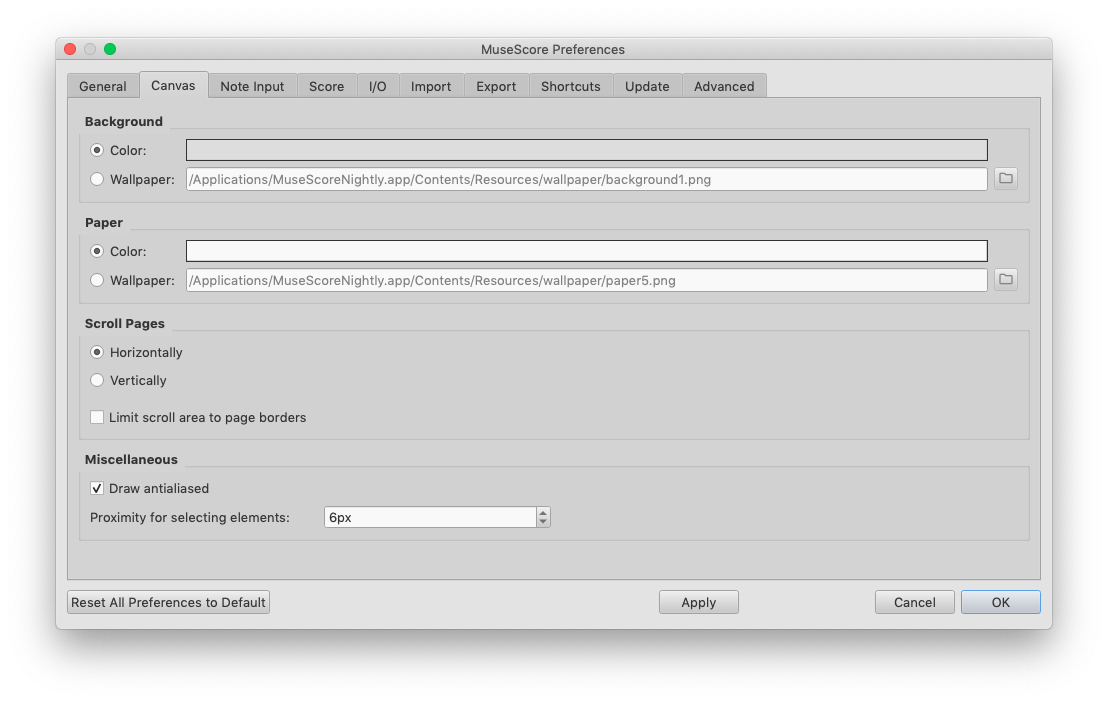 MuseScore Preferences
General Canvas Note Input Score I/O Import Export Shortcuts Update Advanced
Background
Color:
Wallpaper: /Applications/MuseScoreNightly.app/Contents/Resources/wallpaper/background1.png
Paper
Color:
Wallpaper: /Applications/MuseScoreNightly.app/Contents/Resources/wallpaper/paper5.png
Scroll Pages
Horizontally
Vertically
Limit scroll area to page borders
Miscellaneous
Draw antialiased
Proximity for selecting elements: 6px
Reset All Preferences to Default Apply Cancel OK